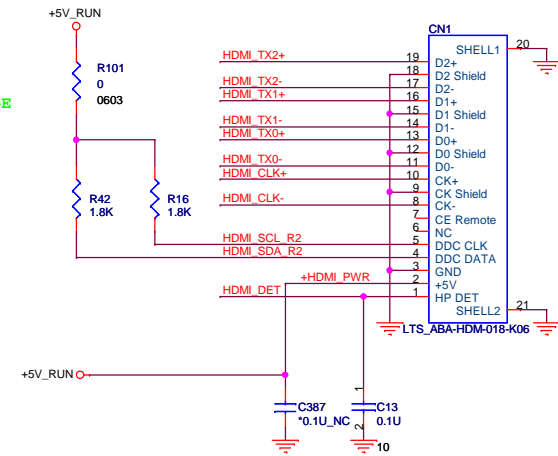 +5V_RUN
R101
0
0603
E
R42
1.8K
R16
1.8K
CN1
SHELL1 20
HDMI_TX2+ 19 D2+
18 D2 Shield
HDMI_TX2- 17 D2-
HDMI_TX1+ 16 D1+
15 D1 Shield
HDMI_TX1- 14 D1-
HDMI_TX0+ 13 D0+
12 D0 Shield
HDMI_TX0- 11 D0-
HDMI_CLK+ 10 CK+
9 CK Shield
HDMI_CLK- 8 CK-
7 CE Remote
6 NC
HDMI_SCL_R2 5 DDC CLK
HDMI_SDA_R2 4 DDC DATA
3 GND
+HDMI_PWR 2 +5V
HDMI_DET 1 HP DET
SHELL2 21
LTS_ABA-HDM-018-K06
+5V_RUN
C387
*0.1U_NC
1
C13
0.1U
2
10